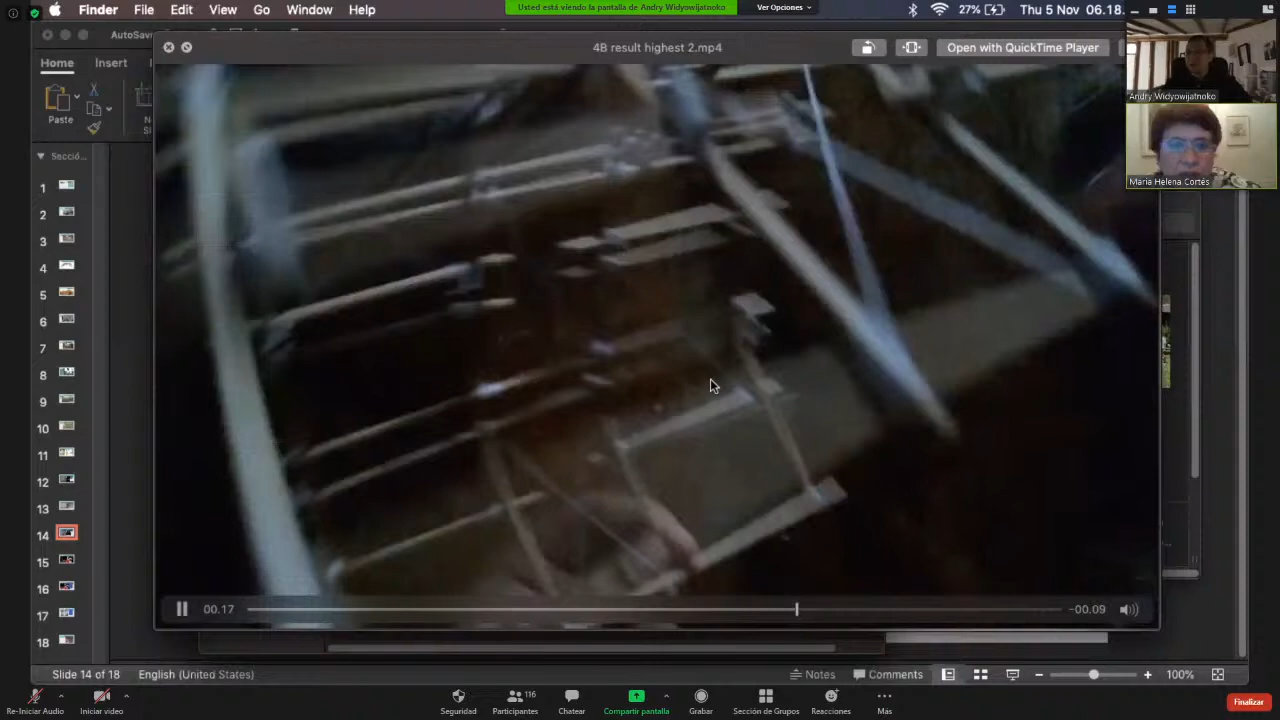 Finder File Edit View Go Window Help
Usted está viendo la pantalla de Andry Widyowijatnoko
Ver Opciones
27% Thu 5 Nov 06.18
AutoSav
4B result highest 2.mp4
Open with QuickTime Player
Home Insert
Paste
Secció...
1
2
3
4
5
6
7
8
9
10
11
12
13
14
15
16
17
18
Andry Widyowijatnoko
Maria Helena Cortés
00.17
−00.09
Slide 14 of 18 English (United States)
Notes Comments 100%
Re-Iniciar Audio
Iniciar video
Seguridad
116
Participantes
Chatear
Compartir pantalla
Grabar
Sección de Grupos
Reacciones
Más
Finalizar